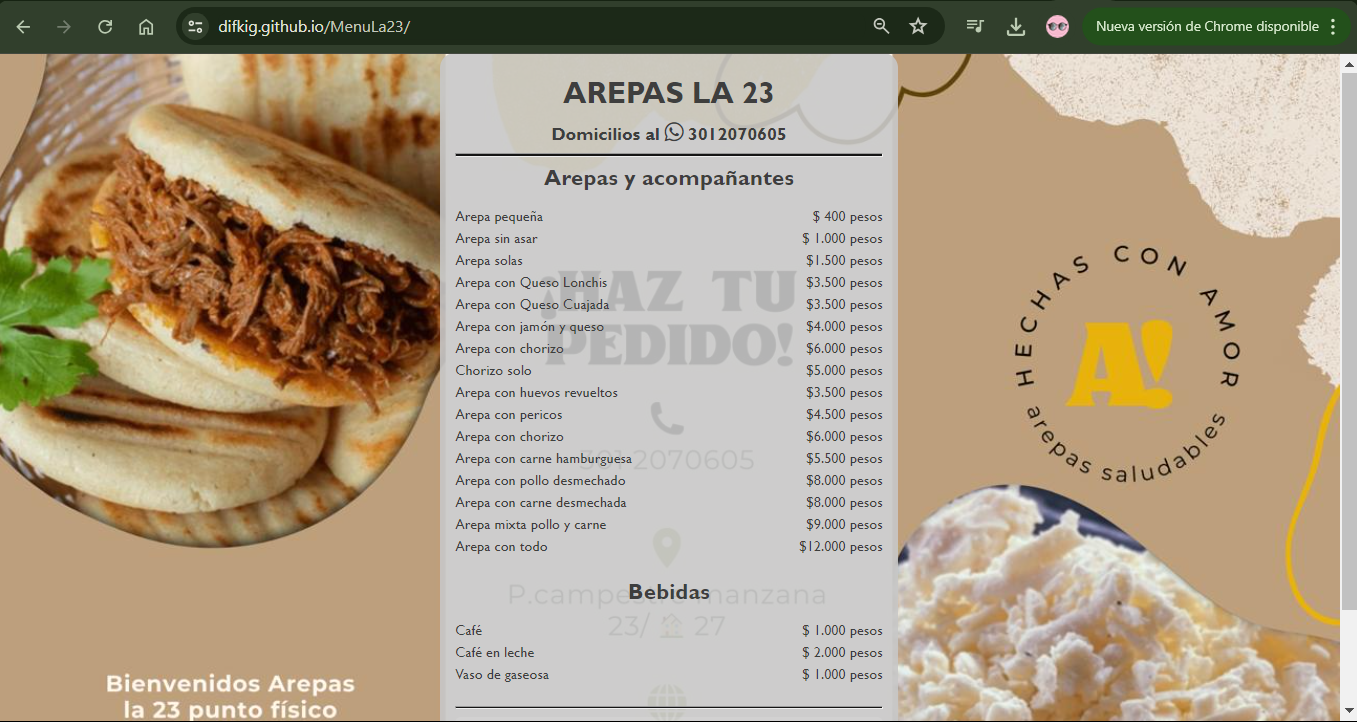 difkig.github.io/MenuLa23/
Nueva versión de Chrome disponible
AREPAS LA 23
Domicilios al 3012070605
Arepas y acompañantes
Arepa pequeña $ 400 pesos
Arepa sin asar $ 1.000 pesos
Arepa solas $1.500 pesos
Arepa con Queso Lonchis $3.500 pesos
Arepa con Queso Cuajada $3.500 pesos
Arepa con jamón y queso $4.000 pesos
Arepa con chorizo $6.000 pesos
Chorizo solo $5.000 pesos
Arepa con huevos revueltos $3.500 pesos
Arepa con pericos $4.500 pesos
Arepa con chorizo $6.000 pesos
Arepa con carne hamburguesa $5.500 pesos
Arepa con pollo desmechado $8.000 pesos
Arepa con carne desmechada $8.000 pesos
Arepa mixta pollo y carne $9.000 pesos
Arepa con todo $12.000 pesos
Bebidas
Café $ 1.000 pesos
Café en leche $ 2.000 pesos
Vaso de gaseosa $ 1.000 pesos
¡HAZ TU
PEDIDO!
3012070605
P.campestre manzana
23/ 27
Bienvenidos Arepas
la 23 punto físico
HECHAS CON AMOR
A!
arepas saludables